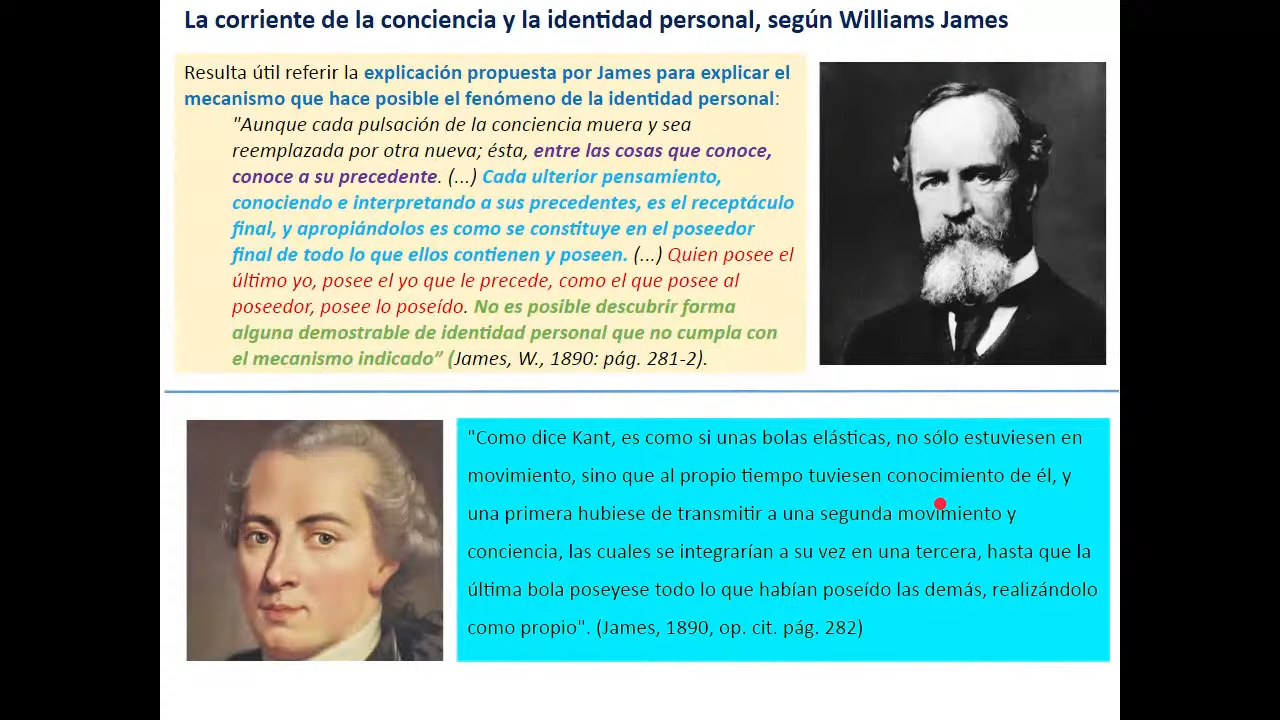 La corriente de la conciencia y la identidad personal, según Williams James
Resulta útil referir la explicación propuesta por James para explicar el
mecanismo que hace posible el fenómeno de la identidad personal:
"Aunque cada pulsación de la conciencia muera y sea
reemplazada por otra nueva; ésta, entre las cosas que conoce,
conoce a su precedente. (...) Cada ulterior pensamiento,
conociendo e interpretando a sus precedentes, es el receptáculo
final, y apropiándolos es como se constituye en el poseedor
final de todo lo que ellos contienen y poseen. (...) Quien posee el
último yo, posee el yo que le precede, como el que posee al
poseedor, posee lo poseído. No es posible descubrir forma
alguna demostrable de identidad personal que no cumpla con
el mecanismo indicado” (James, W., 1890: pág. 281-2).
"Como dice Kant, es como si unas bolas elásticas, no sólo estuviesen en
movimiento, sino que al propio tiempo tuviesen conocimiento de él, y
una primera hubiese de transmitir a una segunda movimiento y
conciencia, las cuales se integrarían a su vez en una tercera, hasta que la
última bola poseyese todo lo que habían poseído las demás, realizándolo
como propio". (James, 1890, op. cit. pág. 282)